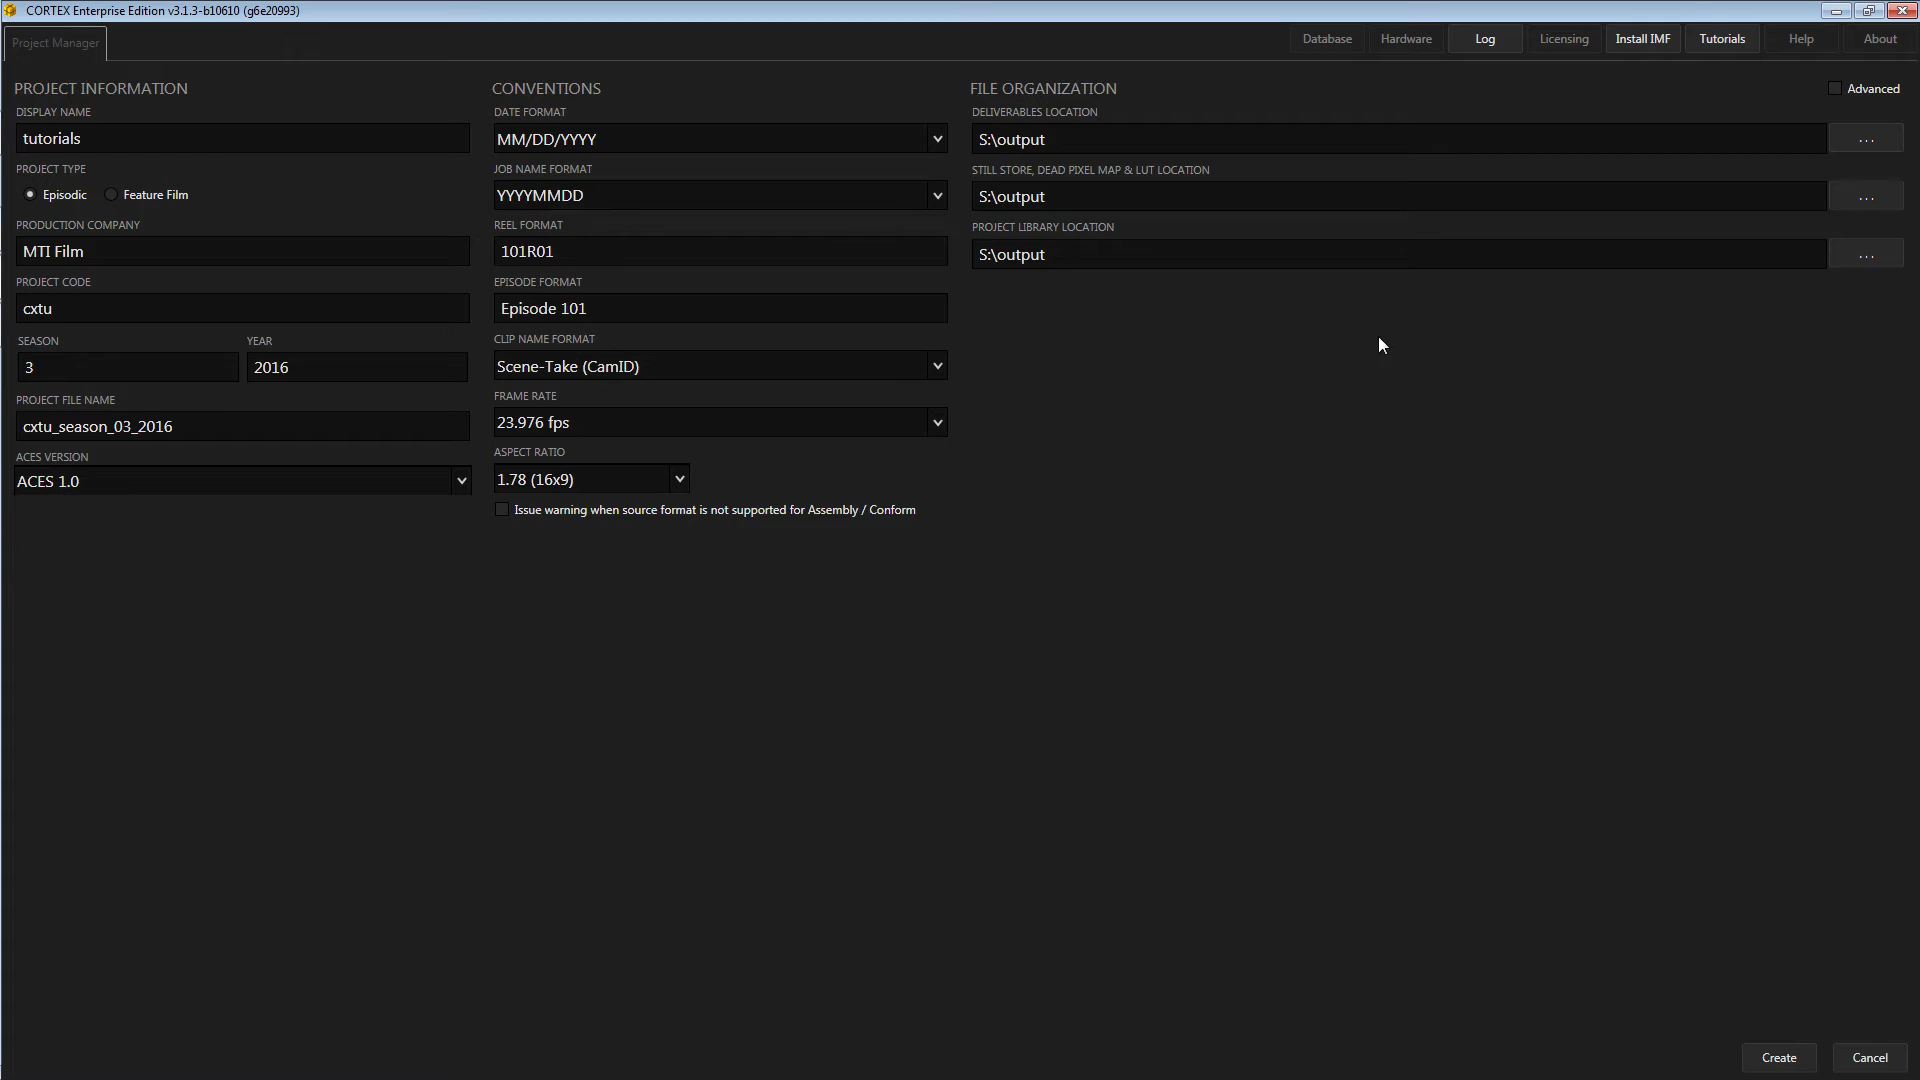 CORTEX Enterprise Edition v3.1.3-b10610 (g6e20993)
Project Manager
Database
Hardware
Log
Licensing
Install IMF
Tutorials
Help
About
PROJECT INFORMATION
DISPLAY NAME
tutorials
PROJECT TYPE
Episodic
Feature Film
PRODUCTION COMPANY
MTI Film
PROJECT CODE
cxtu
SEASON
YEAR
3
2016
PROJECT FILE NAME
cxtu_season_03_2016
ACES VERSION
ACES 1.0
CONVENTIONS
DATE FORMAT
MM/DD/YYYY
JOB NAME FORMAT
YYYYMMDD
REEL FORMAT
101R01
EPISODE FORMAT
Episode 101
CLIP NAME FORMAT
Scene-Take (CamID)
FRAME RATE
23.976 fps
ASPECT RATIO
1.78 (16x9)
Issue warning when source format is not supported for Assembly / Conform
FILE ORGANIZATION
Advanced
DELIVERABLES LOCATION
S:\output
...
STILL STORE, DEAD PIXEL MAP & LUT LOCATION
S:\output
...
PROJECT LIBRARY LOCATION
S:\output
...
Create
Cancel